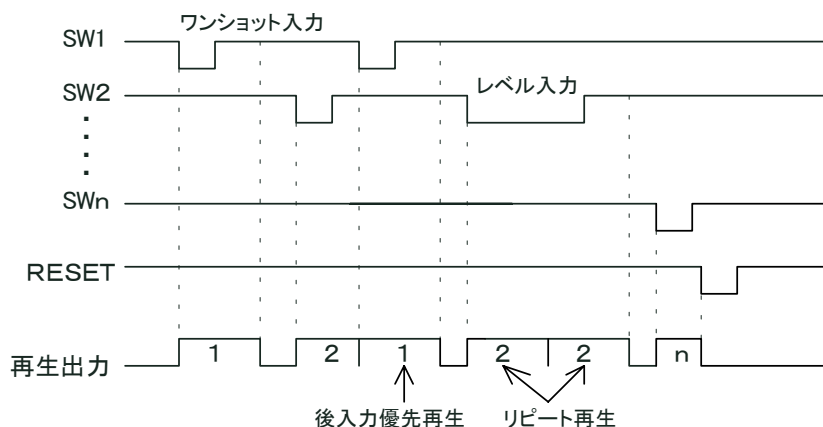 ワンショット入力
SW1
SW2
レベル入力
SWn
RESET
再生出力
1 2 1 2 2 n
後入力優先再生 リピート再生